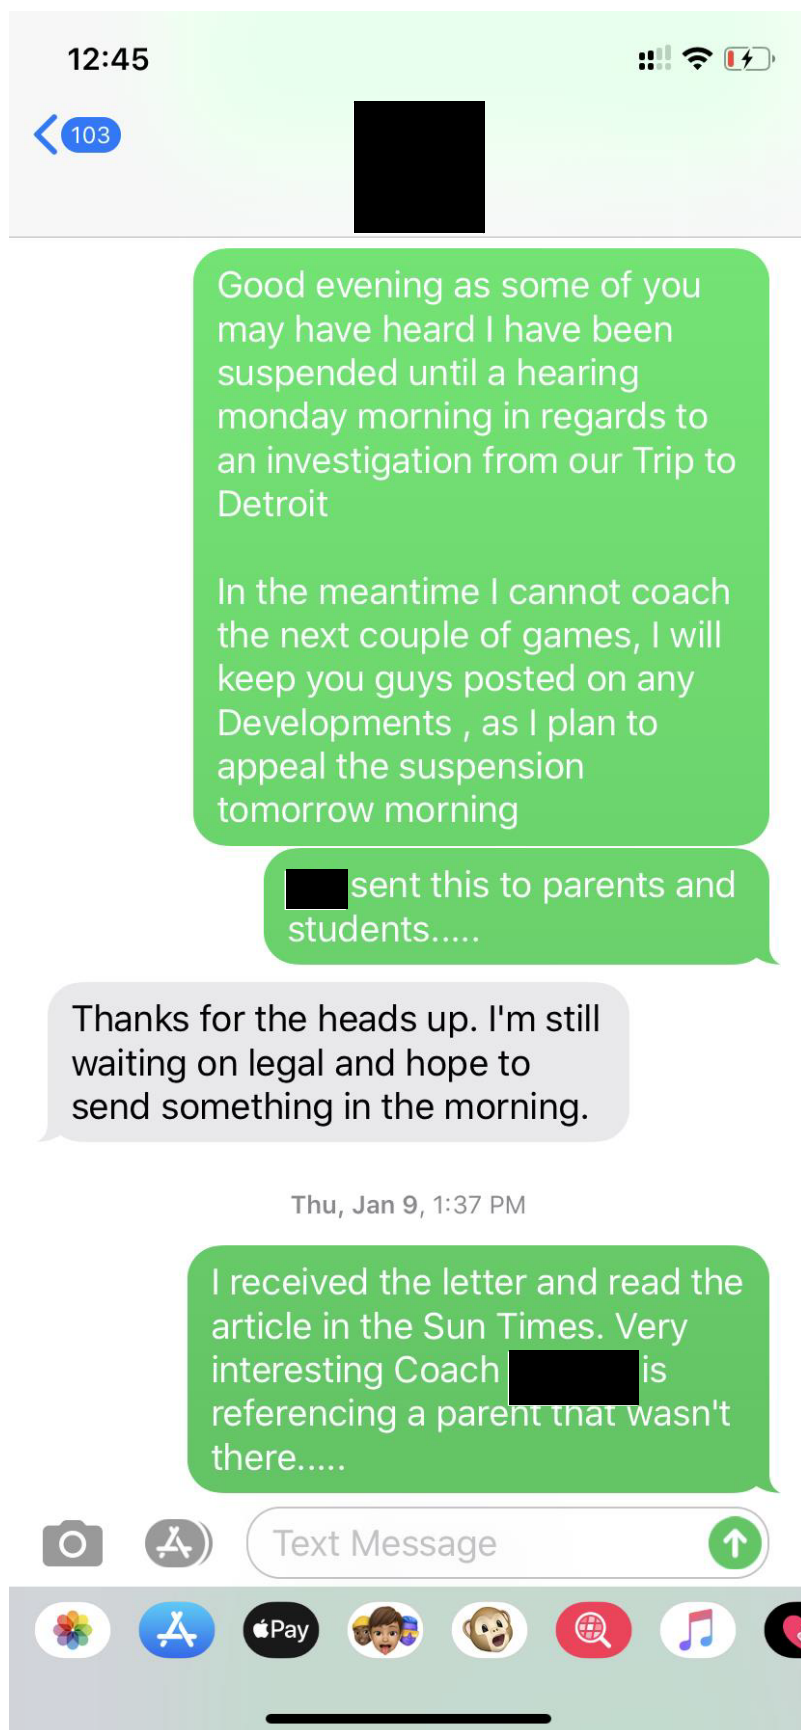 12:45
103
Good evening as some of you
may have heard I have been
suspended until a hearing
monday morning in regards to
an investigation from our Trip to
Detroit
In the meantime I cannot coach
the next couple of games, I will
keep you guys posted on any
Developments , as I plan to
appeal the suspension
tomorrow morning
sent this to parents and
students.....
Thanks for the heads up. I'm still
waiting on legal and hope to
send something in the morning.
Thu, Jan 9, 1:37 PM
I received the letter and read the
article in the Sun Times. Very
interesting Coach is
referencing a parent that wasn't
there.....
Text Message
Pay